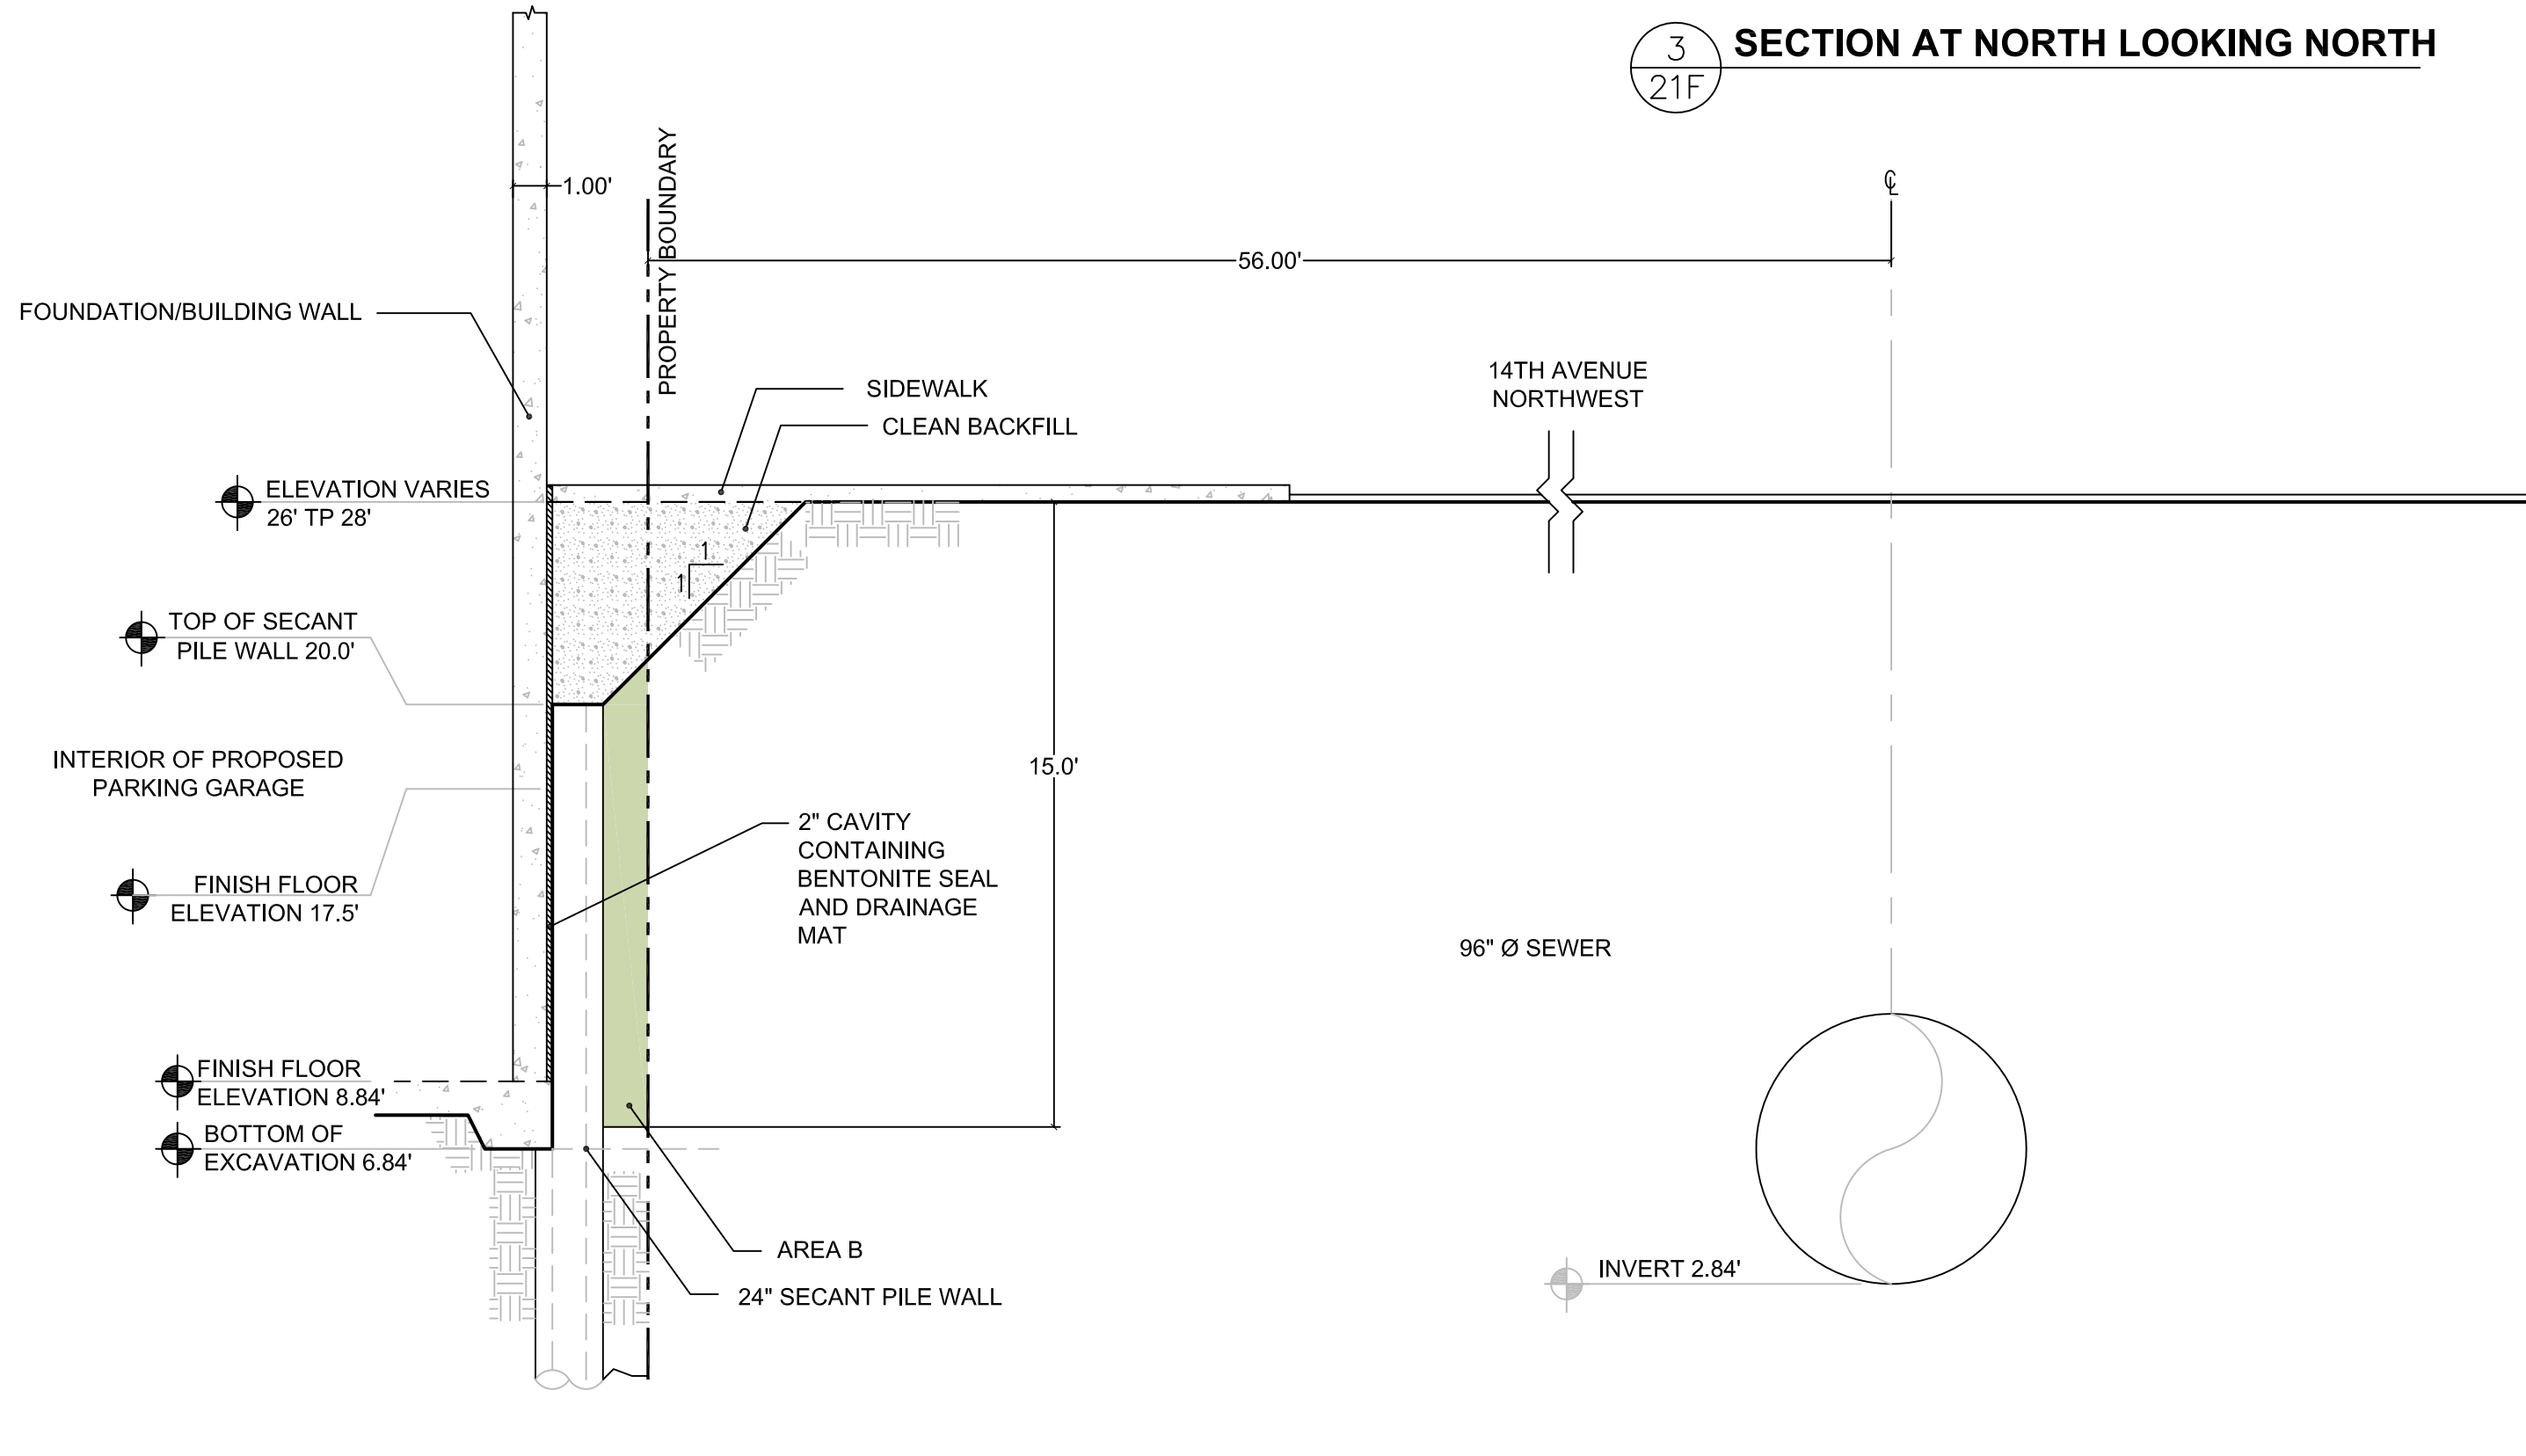 3
21F
SECTION AT NORTH LOOKING NORTH
PROPERTY BOUNDARY
1.00'
℄
56.00'
FOUNDATION/BUILDING WALL
SIDEWALK
CLEAN BACKFILL
14TH AVENUE
NORTHWEST
ELEVATION VARIES
26' TP 28'
1
1
TOP OF SECANT
PILE WALL 20.0'
INTERIOR OF PROPOSED
PARKING GARAGE
15.0'
2" CAVITY
CONTAINING
BENTONITE SEAL
AND DRAINAGE
MAT
FINISH FLOOR
ELEVATION 17.5'
96" Ø SEWER
FINISH FLOOR
ELEVATION 8.84'
BOTTOM OF
EXCAVATION 6.84'
AREA B
24" SECANT PILE WALL
INVERT 2.84'